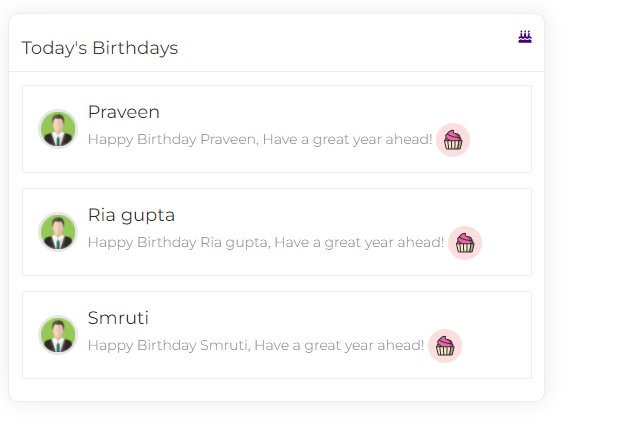 Today's Birthdays
Praveen
Happy Birthday Praveen, Have a great year ahead!
Ria gupta
Happy Birthday Ria gupta, Have a great year ahead!
Smruti
Happy Birthday Smruti, Have a great year ahead!